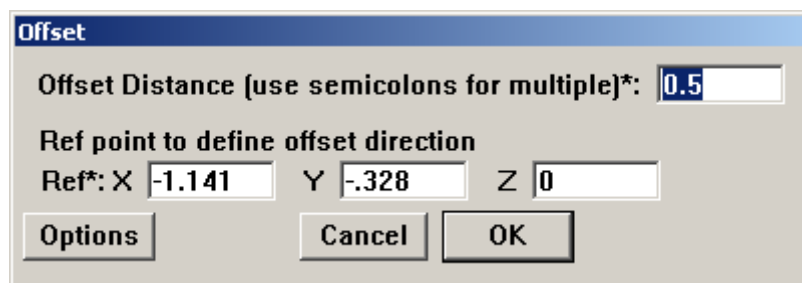 Offset
Offset Distance (use semicolons for multiple)*: 0.5
Ref point to define offset direction
Ref*: X -1.141 Y -.328 Z 0
Options Cancel OK